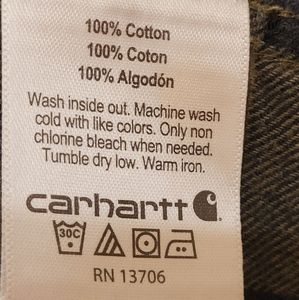 100% Cotton
100% Coton
100% Algodón
Wash inside out. Machine wash
cold with like colors. Only non
chlorine bleach when needed.
Tumble dry low. Warm iron.
carhartt
30C
RN 13706